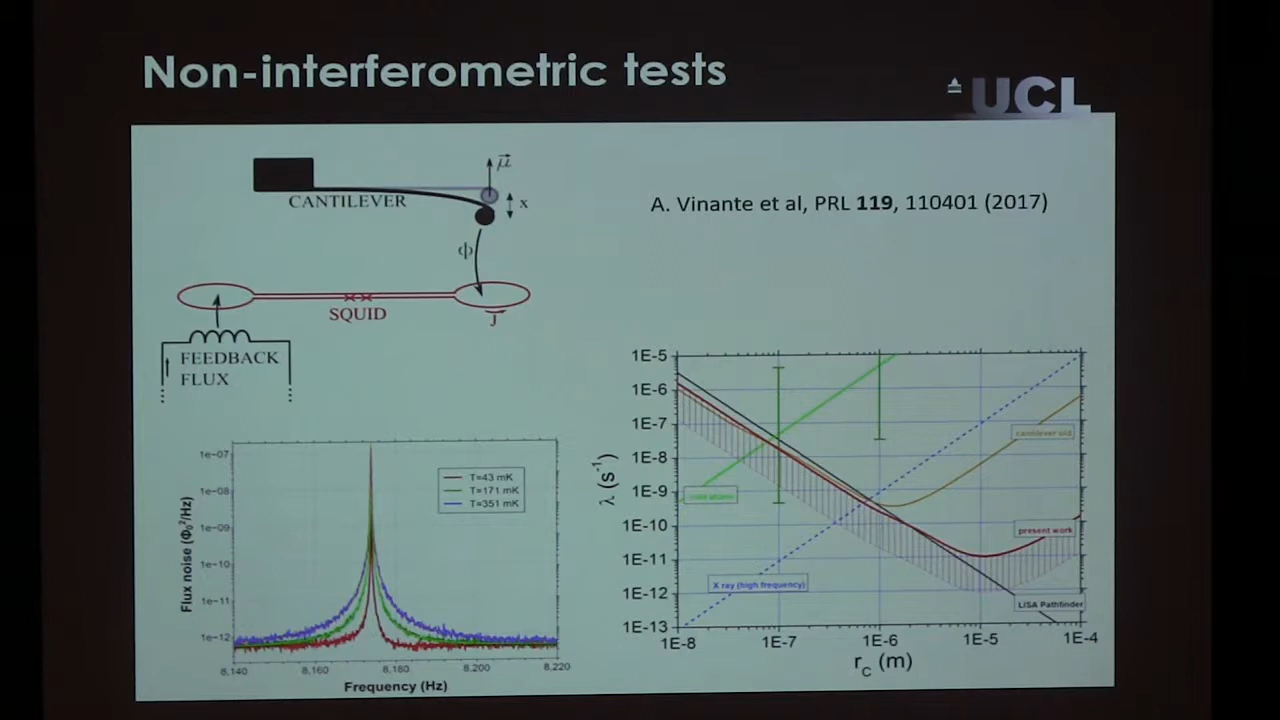 Non-interferometric tests
UCL
μ
CANTILEVER
x
A. Vinante et al, PRL 119, 110401 (2017)
Φ
SQUID
J
FEEDBACK
FLUX
1e-07
1e-08
1e-09
1e-10
1e-11
1e-12
Flux noise (Φ₀²/Hz)
T=43 mK
T=171 mK
T=351 mK
8,140
8,160
8,180
8,200
8,220
Frequency (Hz)
1E-5
1E-6
1E-7
1E-8
1E-9
1E-10
1E-11
1E-12
1E-13
λ (s⁻¹)
cantilever old
cold atoms
present work
X ray (high frequency)
LISA Pathfinder
1E-8
1E-7
1E-6
1E-5
1E-4
r_C (m)